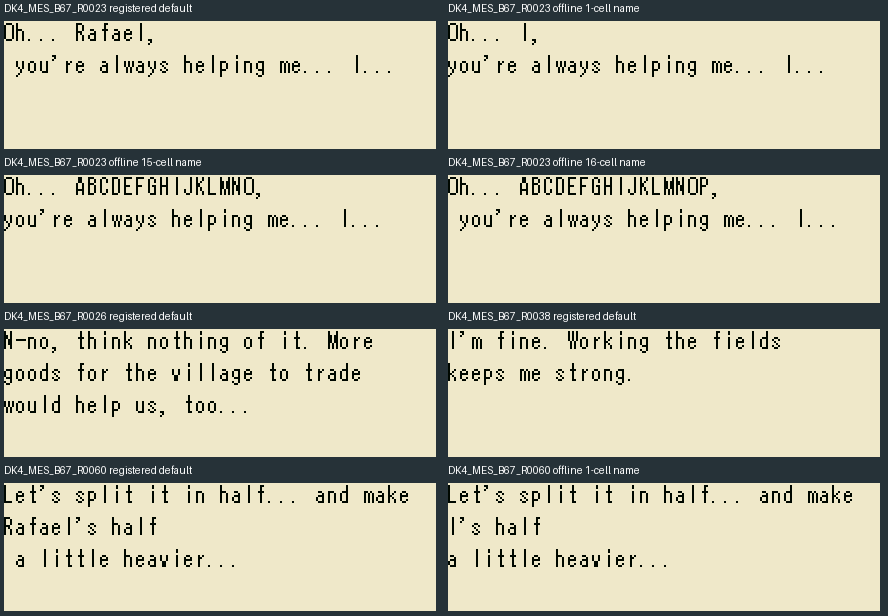 DK4_MES_B67_R0023 registered default
Oh... Rafael,
you're always helping me... I...
DK4_MES_B67_R0023 offline 1-cell name
Oh... I,
you're always helping me... I...
DK4_MES_B67_R0023 offline 15-cell name
Oh... ABCDEFGHIJKLMNO,
you're always helping me... I...
DK4_MES_B67_R0023 offline 16-cell name
Oh... ABCDEFGHIJKLMNOP,
you're always helping me... I...
DK4_MES_B67_R0026 registered default
N-no, think nothing of it. More
goods for the village to trade
would help us, too...
DK4_MES_B67_R0038 registered default
I'm fine. Working the fields
keeps me strong.
DK4_MES_B67_R0060 registered default
Let's split it in half... and make
Rafael's half
a little heavier...
DK4_MES_B67_R0060 offline 1-cell name
Let's split it in half... and make
I's half
a little heavier...